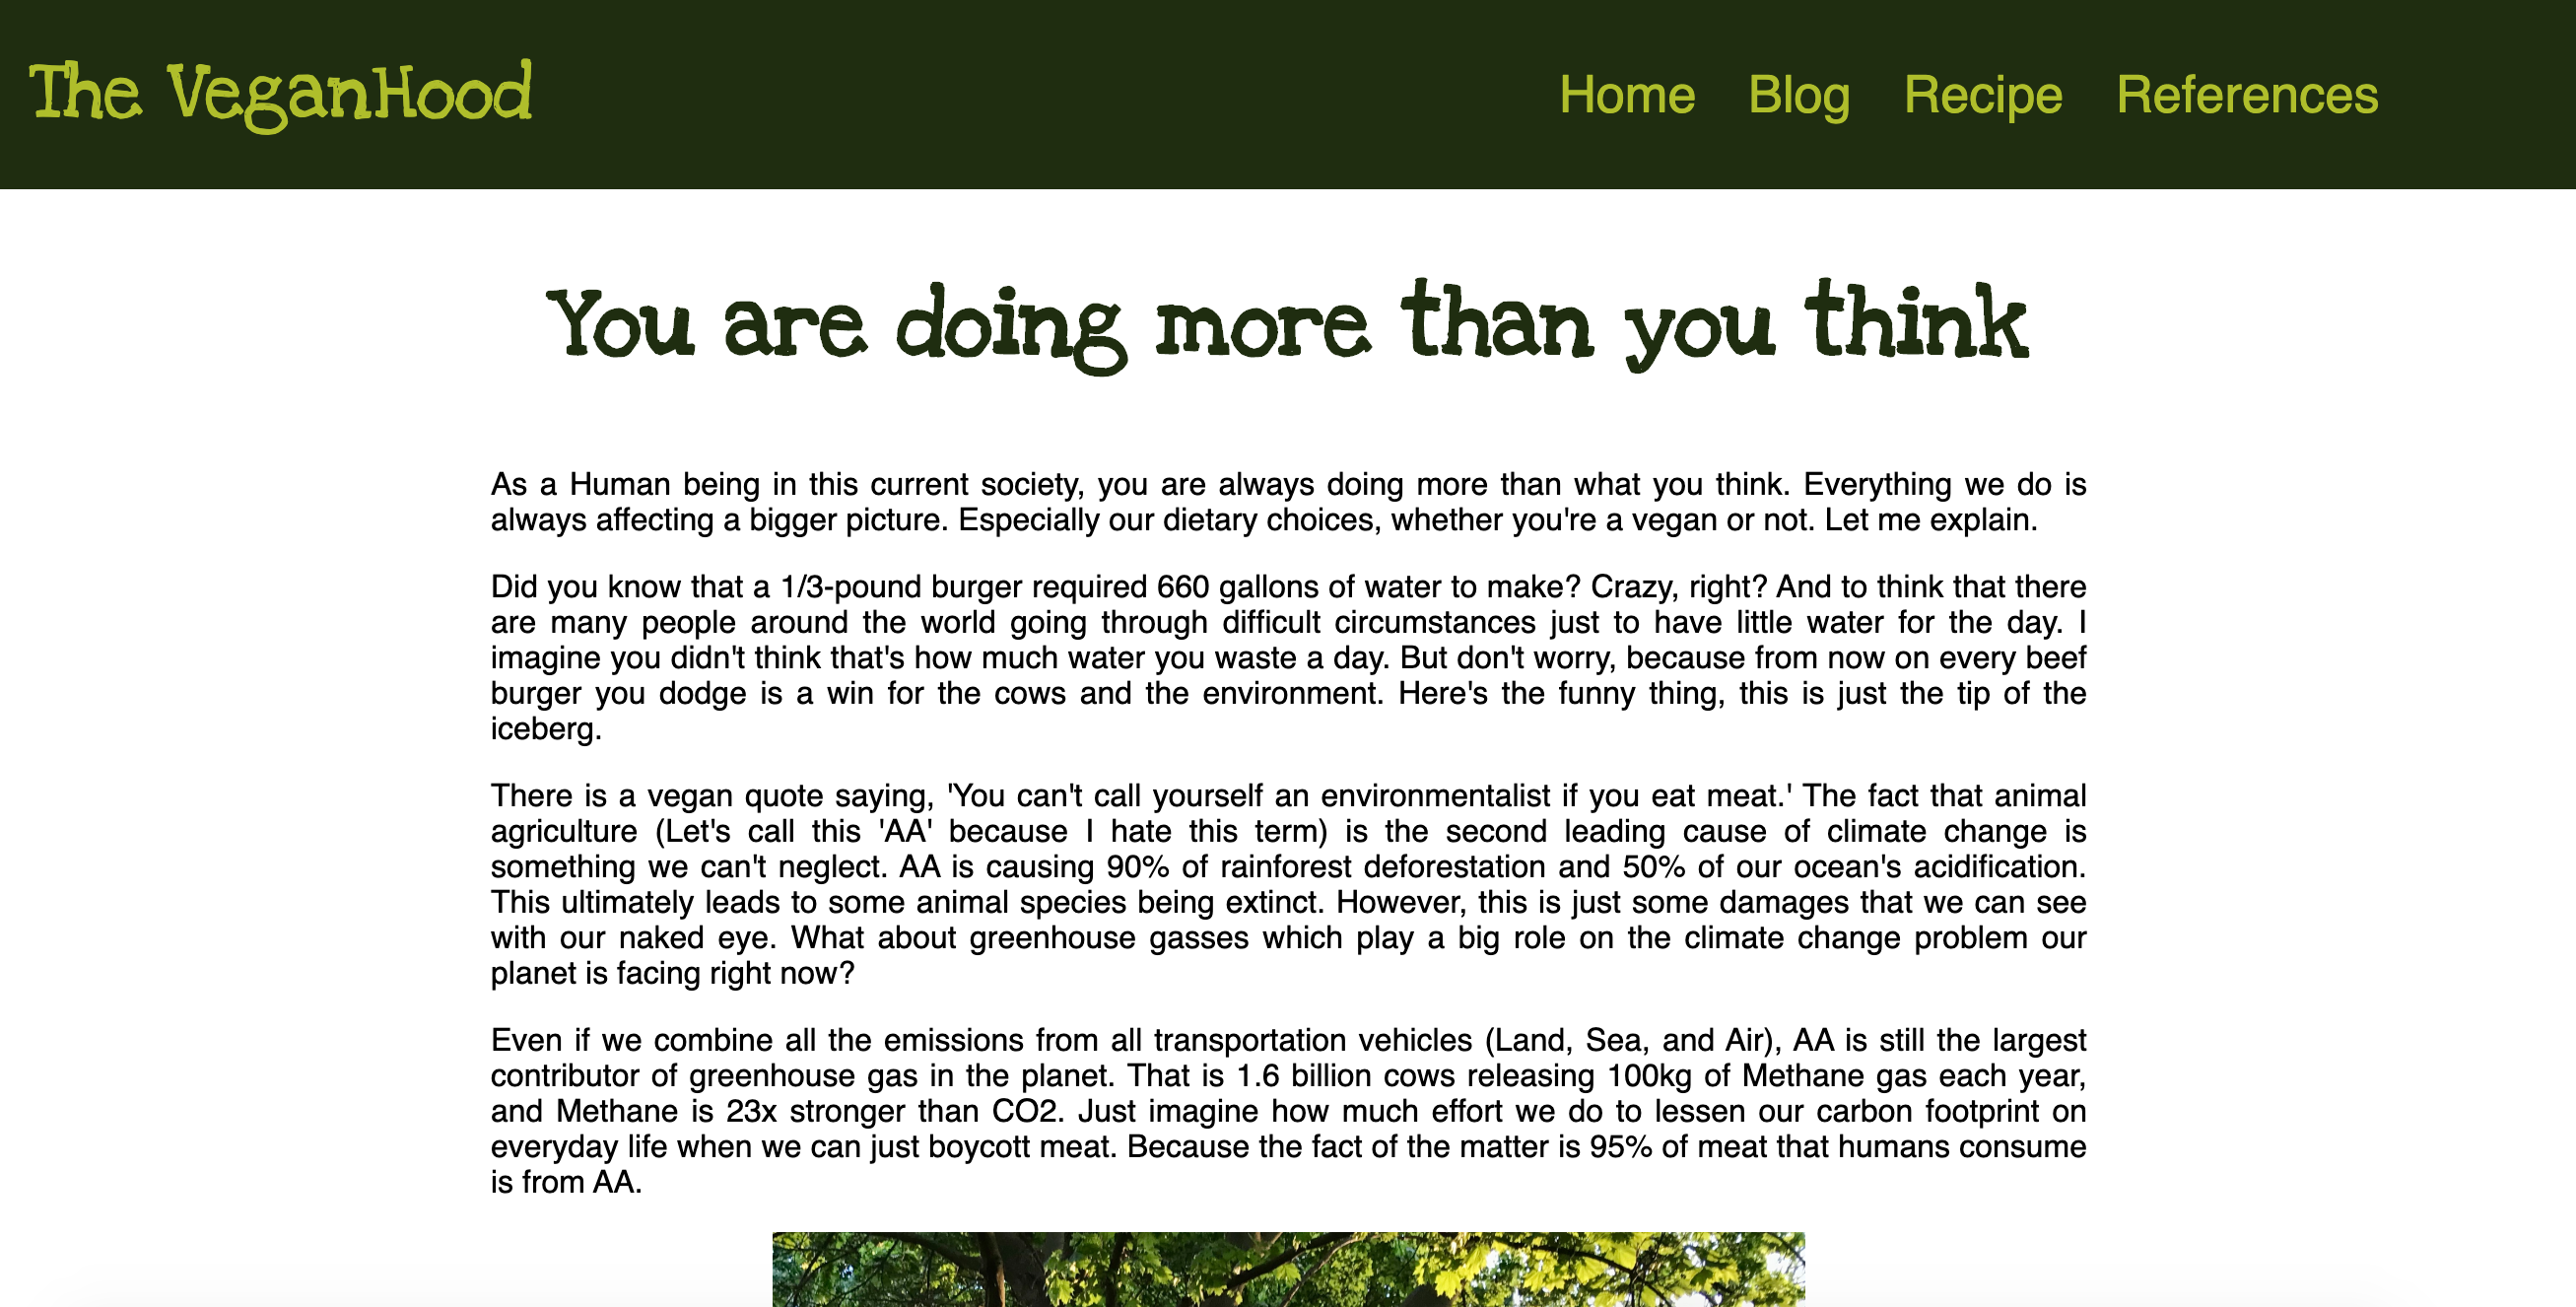 The VeganHood
Home Blog Recipe References
You are doing more than you think
As a Human being in this current society, you are always doing more than what you think. Everything we do is
always affecting a bigger picture. Especially our dietary choices, whether you're a vegan or not. Let me explain.
Did you know that a 1/3-pound burger required 660 gallons of water to make? Crazy, right? And to think that there
are many people around the world going through difficult circumstances just to have little water for the day. I
imagine you didn't think that's how much water you waste a day. But don't worry, because from now on every beef
burger you dodge is a win for the cows and the environment. Here's the funny thing, this is just the tip of the
iceberg.
There is a vegan quote saying, 'You can't call yourself an environmentalist if you eat meat.' The fact that animal
agriculture (Let's call this 'AA' because I hate this term) is the second leading cause of climate change is
something we can't neglect. AA is causing 90% of rainforest deforestation and 50% of our ocean's acidification.
This ultimately leads to some animal species being extinct. However, this is just some damages that we can see
with our naked eye. What about greenhouse gasses which play a big role on the climate change problem our
planet is facing right now?
Even if we combine all the emissions from all transportation vehicles (Land, Sea, and Air), AA is still the largest
contributor of greenhouse gas in the planet. That is 1.6 billion cows releasing 100kg of Methane gas each year,
and Methane is 23x stronger than CO2. Just imagine how much effort we do to lessen our carbon footprint on
everyday life when we can just boycott meat. Because the fact of the matter is 95% of meat that humans consume
is from AA.